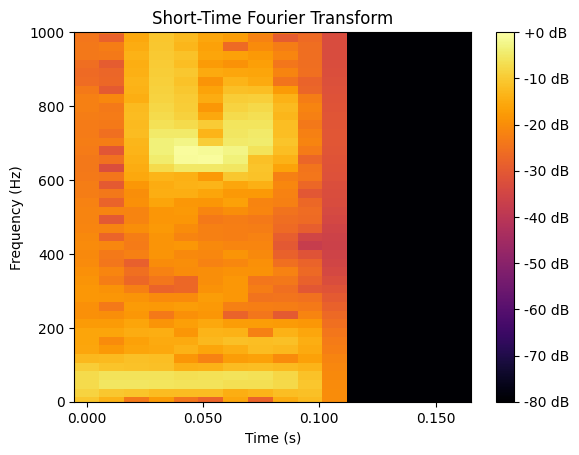 Short-Time Fourier Transform
1000
800
600
400
200
0
Frequency (Hz)
0.000
0.050
0.100
0.150
Time (s)
+0 dB
-10 dB
-20 dB
-30 dB
-40 dB
-50 dB
-60 dB
-70 dB
-80 dB